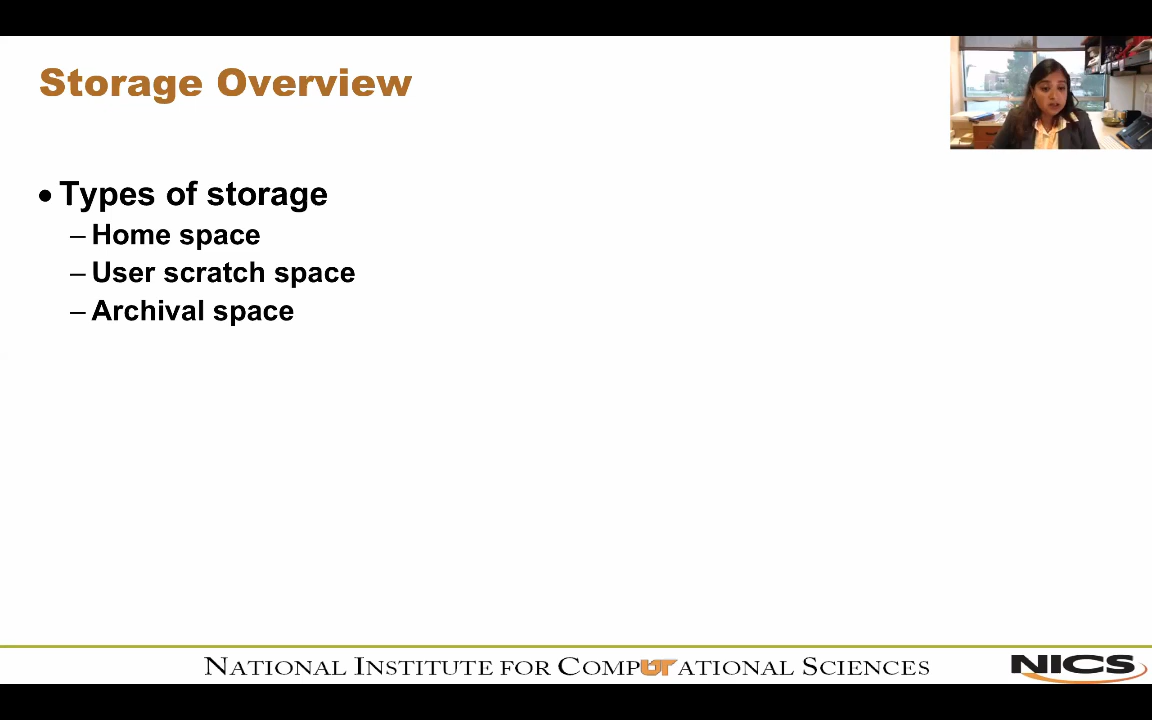 Storage Overview
• Types of storage
– Home space
– User scratch space
– Archival space
NATIONAL INSTITUTE FOR COMPUTATIONAL SCIENCES
NICS